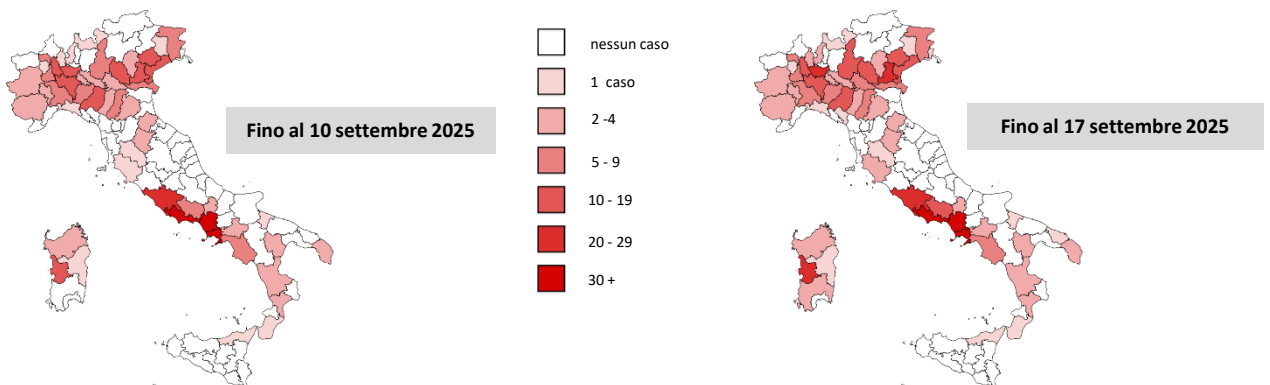 Fino al 10 settembre 2025
nessun caso
1 caso
2 -4
5 - 9
10 - 19
20 - 29
30 +
Fino al 17 settembre 2025